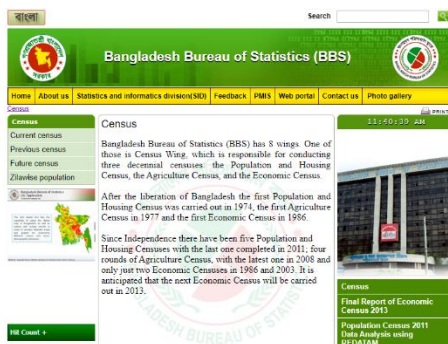 বাংলা
Search
Bangladesh Bureau of Statistics (BBS)
Home About us Statistics and informatics division(SID) Feedback PMIS Web portal Contact us Photo gallery
Census
PRINT
Census
Current census
Previous census
Future census
Zilawise population
Census
Bangladesh Bureau of Statistics (BBS) has 8 wings. One of
those is Census Wing, which is responsible for conducting
three decennial censuses: the Population and Housing
Census, the Agriculture Census, and the Economic Census.
After the liberation of Bangladesh the first Population and
Housing Census was carried out in 1974, the first Agriculture
Census in 1977 and the first Economic Census in 1986.
Since Independence there have been five Population and
Housing Censuses with the last one completed in 2011; four
rounds of Agriculture Census, with the latest one in 2008 and
only just two Economic Censuses in 1986 and 2003. It is
anticipated that the next Economic Census will be carried
out in 2013.
11:40:39 AM
Census
Final Report of Economic
Census 2013
Population Census 2011
Data Analysis using
REDATAM
Hit Count +